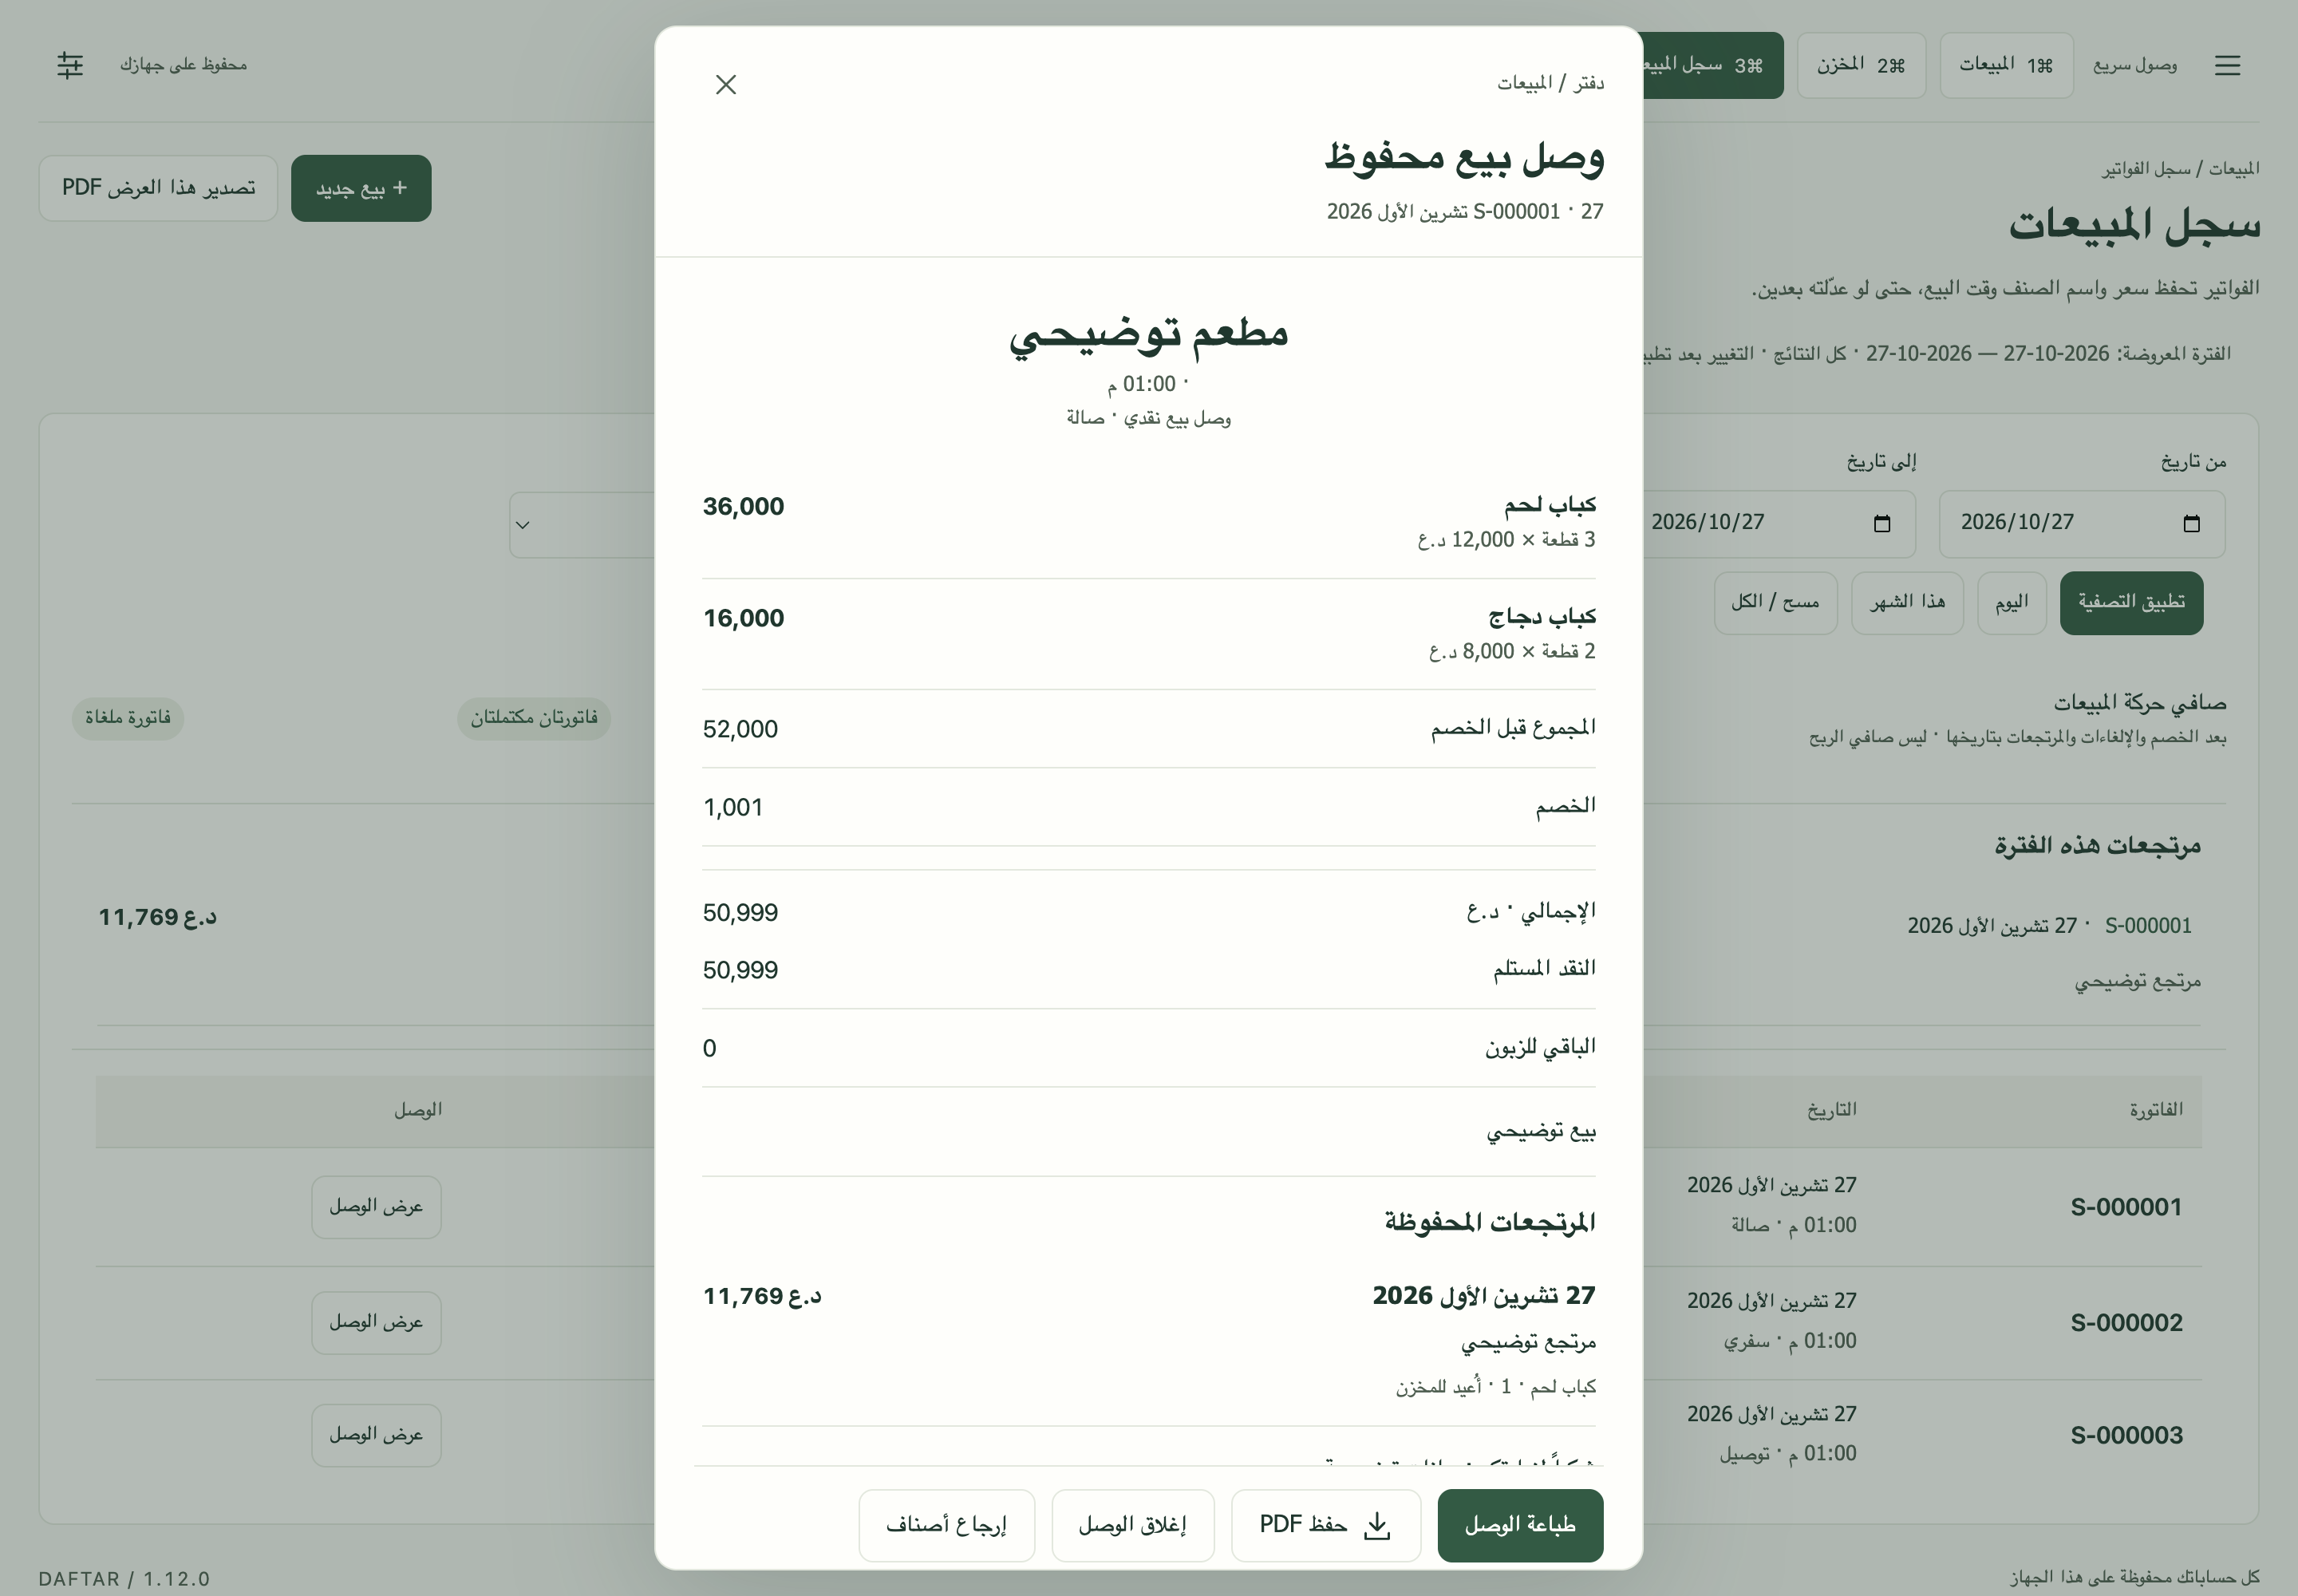 وصول سريع
⌘1 المبيعات
⌘2 المخزن
⌘3 سجل
محفوظ على جهازك
المبيعات / سجل الفواتير
سجل المبيعات
الفواتير تحفظ سعر واسم الصنف وقت البيع، حتى لو عدّلته بعدين.
+ بيع جديد
تصدير هذا العرض PDF
الفترة المعروضة: 2026-10-27 — 2026-10-27 · كل النتائج · التغيير بعد
من تاريخ
إلى تاريخ
2026/10/27
2026/10/27
تطبيق التصفية
اليوم
هذا الشهر
مسح / الكل
صافي حركة المبيعات
بعد الخصم والإلغاءات والمرتجعات بتاريخها · ليس صافي الربح
فاتورتان مكتملتان
فاتورة ملغاة
مرتجعات هذه الفترة
S-000001 · 27 تشرين الأول 2026
مرتجع توضيحي
11,769 د.ع
الفاتورة
التاريخ
الوصل
S-000001
27 تشرين الأول 2026
01:00 م · صالة
عرض الوصل
S-000002
27 تشرين الأول 2026
01:00 م · سفري
عرض الوصل
S-000003
27 تشرين الأول 2026
01:00 م · توصيل
عرض الوصل
كل حساباتك محفوظة على هذا الجهاز
DAFTAR / 1.12.0
دفتر / المبيعات
وصل بيع محفوظ
S-000001 · 27 تشرين الأول 2026
مطعم توضيحي
· 01:00 م
وصل بيع نقدي · صالة
كباب لحم
36,000
3 قطعة × 12,000 د.ع
كباب دجاج
16,000
2 قطعة × 8,000 د.ع
المجموع قبل الخصم
52,000
الخصم
1,001
الإجمالي · د.ع
50,999
النقد المستلم
50,999
الباقي للزبون
0
بيع توضيحي
المرتجعات المحفوظة
27 تشرين الأول 2026
11,769 د.ع
مرتجع توضيحي
كباب لحم · 1 · أُعيد للمخزن
طباعة الوصل
حفظ PDF
إغلاق الوصل
إرجاع أصناف